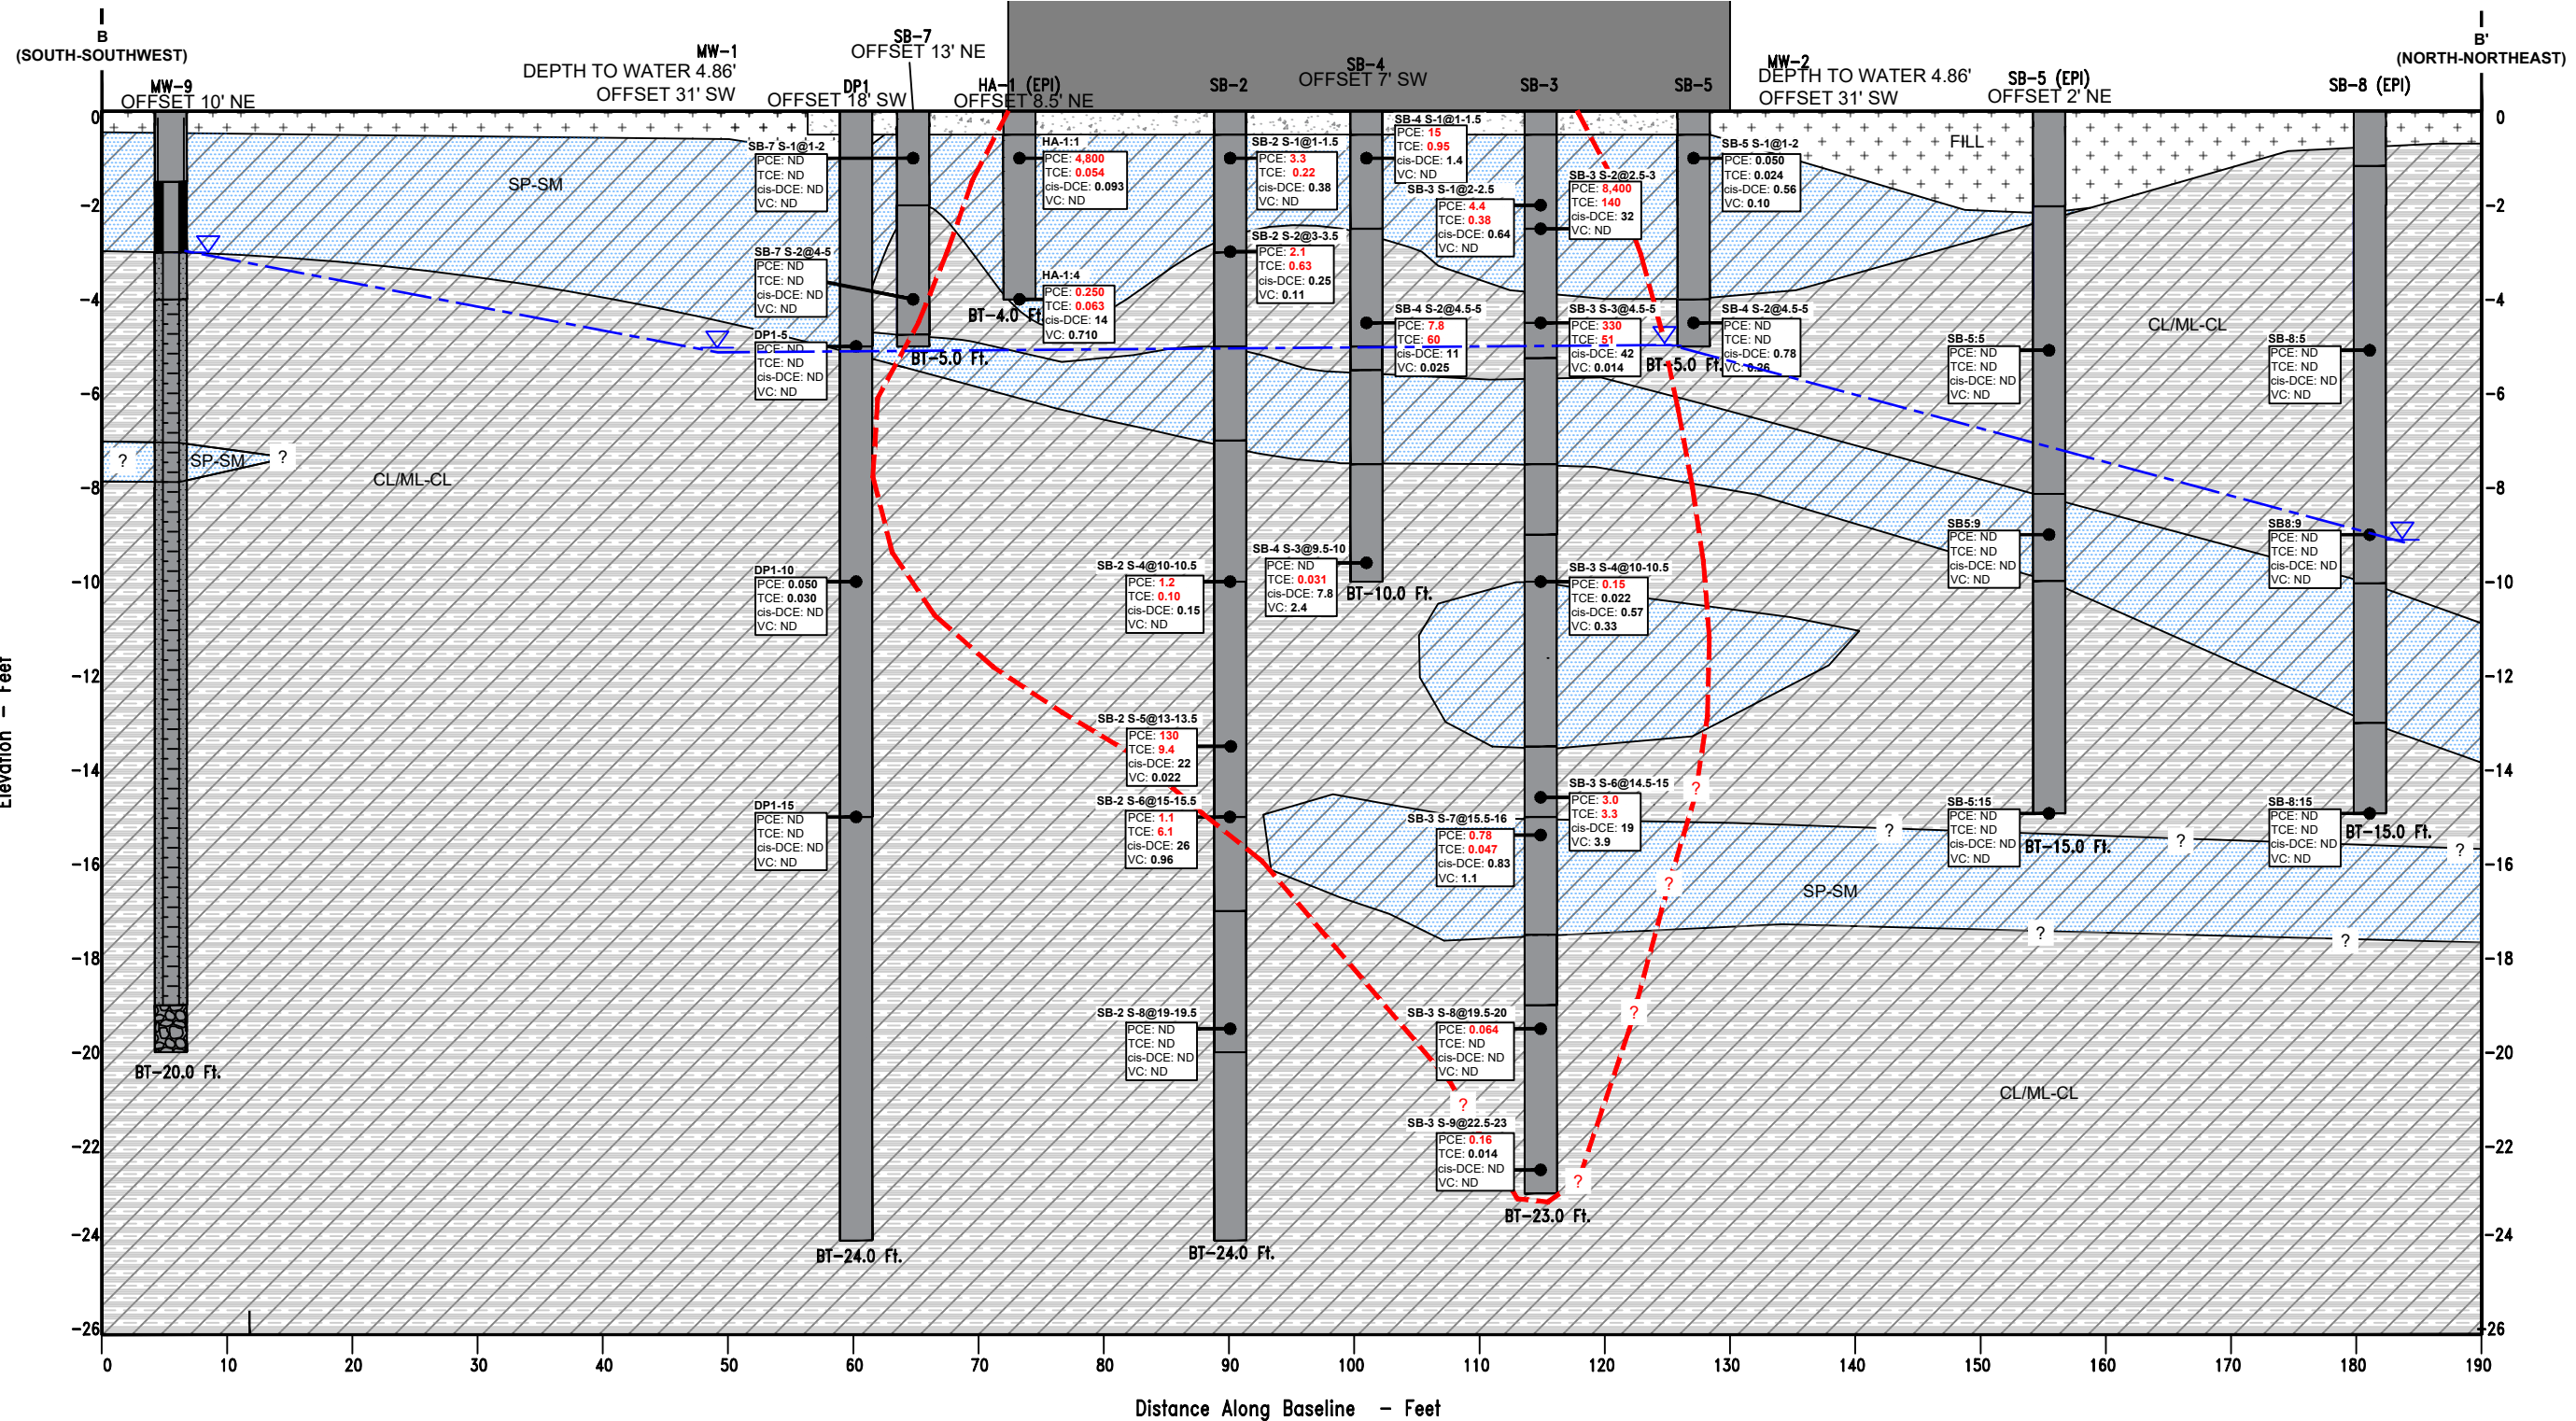 B
(SOUTH-SOUTHWEST)
B'
(NORTH-NORTHEAST)
MW-9
OFFSET 10' NE
MW-1
DEPTH TO WATER 4.86'
OFFSET 31' SW
DP1
OFFSET 18' SW
SB-7
OFFSET 13' NE
HA-1 (EPI)
OFFSET 8.5' NE
SB-2
SB-4
OFFSET 7' SW
SB-3
SB-5
MW-2
DEPTH TO WATER 4.86'
OFFSET 31' SW
SB-5 (EPI)
OFFSET 2' NE
SB-8 (EPI)
0
-2
-4
-6
-8
-10
-12
-14
-16
-18
-20
-22
-24
-26
Elevation - Feet
SP-SM
?
SP-SM
?
CL/ML-CL
BT-20.0 Ft.
SB-7 S-1@1-2
PCE: ND
TCE: ND
cis-DCE: ND
VC: ND
SB-7 S-2@4-5
PCE: ND
TCE: ND
cis-DCE: ND
VC: ND
DP1-5
PCE: ND
TCE: ND
cis-DCE: ND
VC: ND
DP1-10
PCE: 0.050
TCE: 0.030
cis-DCE: ND
VC: ND
DP1-15
PCE: ND
TCE: ND
cis-DCE: ND
VC: ND
BT-24.0 Ft.
BT-5.0 Ft.
HA-1:1
PCE: 4,800
TCE: 0.054
cis-DCE: 0.093
VC: ND
HA-1:4
PCE: 0.250
TCE: 0.063
cis-DCE: 14
VC: 0.710
BT-4.0 Ft.
SB-2 S-1@1-1.5
PCE: 3.3
TCE: 0.22
cis-DCE: 0.38
VC: ND
SB-2 S-2@3-3.5
PCE: 2.1
TCE: 0.63
cis-DCE: 0.25
VC: 0.11
SB-2 S-4@10-10.5
PCE: 1.2
TCE: 0.10
cis-DCE: 0.15
VC: ND
SB-2 S-5@13-13.5
PCE: 130
TCE: 9.4
cis-DCE: 22
VC: 0.022
SB-2 S-6@15-15.5
PCE: 1.1
TCE: 6.1
cis-DCE: 26
VC: 0.96
SB-2 S-8@19-19.5
PCE: ND
TCE: ND
cis-DCE: ND
VC: ND
BT-24.0 Ft.
SB-4 S-1@1-1.5
PCE: 15
TCE: 0.95
cis-DCE: 1.4
VC: ND
SB-4 S-2@4.5-5
PCE: 7.8
TCE: 60
cis-DCE: 11
VC: 0.025
SB-4 S-3@9.5-10
PCE: ND
TCE: 0.031
cis-DCE: 7.8
VC: 2.4
BT-10.0 Ft.
SB-3 S-1@2-2.5
PCE: 4.4
TCE: 0.38
cis-DCE: 0.64
VC: ND
SB-3 S-2@2.5-3
PCE: 8,400
TCE: 140
cis-DCE: 32
VC: ND
SB-3 S-3@4.5-5
PCE: 330
TCE: 51
cis-DCE: 42
VC: 0.014
SB-3 S-4@10-10.5
PCE: 0.15
TCE: 0.022
cis-DCE: 0.57
VC: 0.33
SB-3 S-6@14.5-15
PCE: 3.0
TCE: 3.3
cis-DCE: 19
VC: 3.9
SB-3 S-7@15.5-16
PCE: 0.78
TCE: 0.047
cis-DCE: 0.83
VC: 1.1
SB-3 S-8@19.5-20
PCE: 0.064
TCE: ND
cis-DCE: ND
VC: ND
SB-3 S-9@22.5-23
PCE: 0.16
TCE: 0.014
cis-DCE: ND
VC: ND
BT-23.0 Ft.
?
?
?
?
?
SB-5 S-1@1-2
PCE: 0.050
TCE: 0.024
cis-DCE: 0.56
VC: 0.10
SB-4 S-2@4.5-5
PCE: ND
TCE: ND
cis-DCE: 0.78
VC: 0.26
BT-5.0 Ft.
FILL
CL/ML-CL
SB-5:5
PCE: ND
TCE: ND
cis-DCE: ND
VC: ND
SB5:9
PCE: ND
TCE: ND
cis-DCE: ND
VC: ND
SB-5:15
PCE: ND
TCE: ND
cis-DCE: ND
VC: ND
BT-15.0 Ft.
SB-8:5
PCE: ND
TCE: ND
cis-DCE: ND
VC: ND
SB8:9
PCE: ND
TCE: ND
cis-DCE: ND
VC: ND
SB-8:15
PCE: ND
TCE: ND
cis-DCE: ND
VC: ND
BT-15.0 Ft.
?
?
?
SP-SM
?
?
CL/ML-CL
0
-2
-4
-6
-8
-10
-12
-14
-16
-18
-20
-22
-24
-26
0 10 20 30 40 50 60 70 80 90 100 110 120 130 140 150 160 170 180 190
Distance Along Baseline - Feet